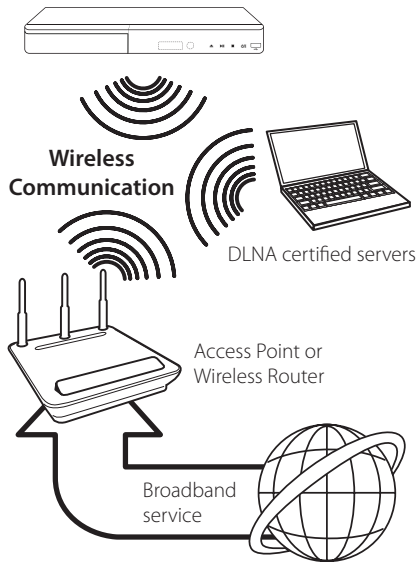 Wireless
Communication
DLNA certified servers
Access Point or
Wireless Router
Broadband
service